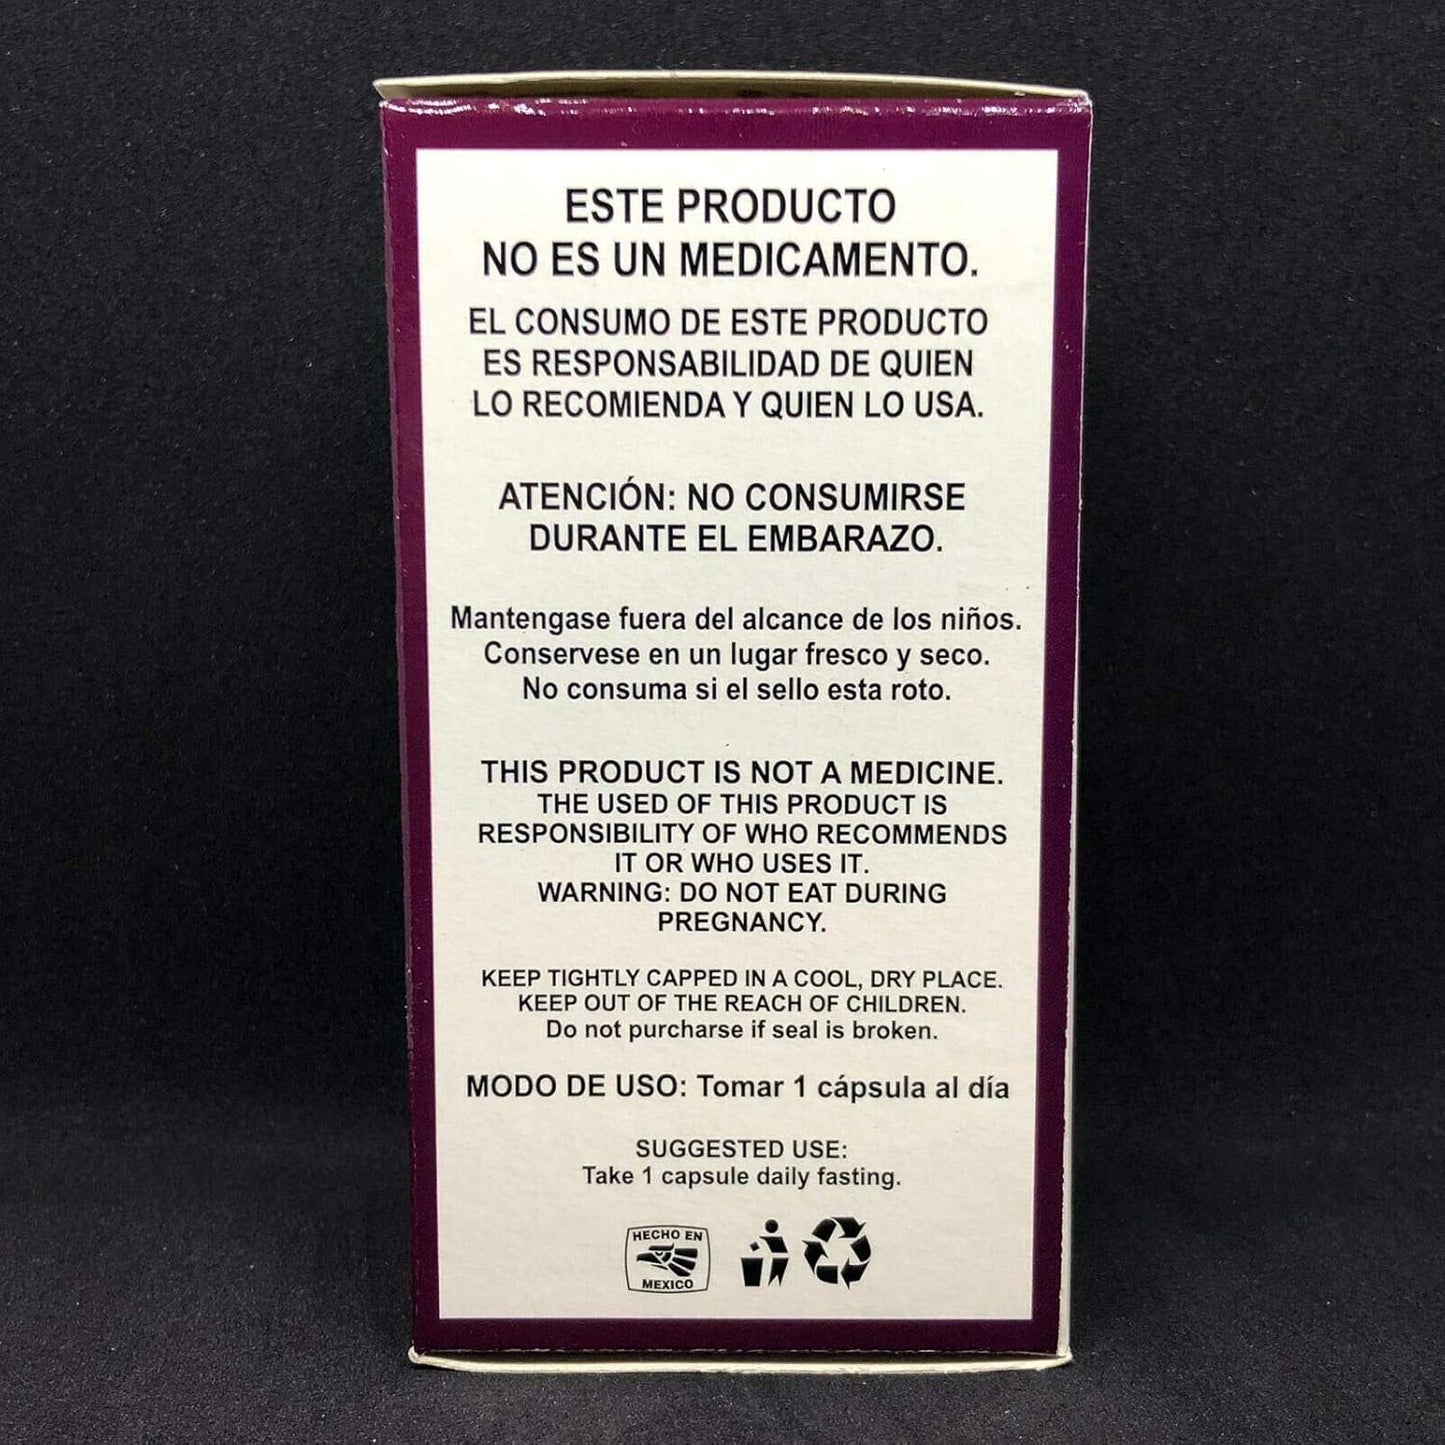 ESTE PRODUCTO
NO ES UN MEDICAMENTO.
EL CONSUMO DE ESTE PRODUCTO
ES RESPONSABILIDAD DE QUIEN
LO RECOMIENDA Y QUIEN LO USA.
ATENCIÓN: NO CONSUMIRSE
DURANTE EL EMBARAZO.
Mantengase fuera del alcance de los niños.
Conservese en un lugar fresco y seco.
No consuma si el sello esta roto.
THIS PRODUCT IS NOT A MEDICINE.
THE USED OF THIS PRODUCT IS
RESPONSIBILITY OF WHO RECOMMENDS
IT OR WHO USES IT.
WARNING: DO NOT EAT DURING
PREGNANCY.
KEEP TIGHTLY CAPPED IN A COOL, DRY PLACE.
KEEP OUT OF THE REACH OF CHILDREN.
Do not purcharse if seal is broken.
MODO DE USO: Tomar 1 cápsula al día
SUGGESTED USE:
Take 1 capsule daily fasting.
HECHO EN
MEXICO